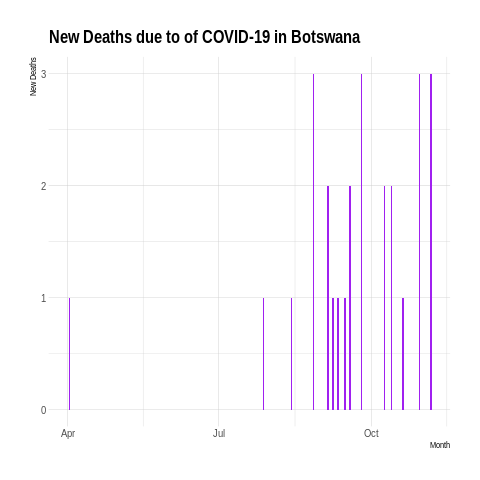 New Deaths due to of COVID-19 in Botswana
New Deaths
3
2
1
0
Apr
Jul
Oct
Month